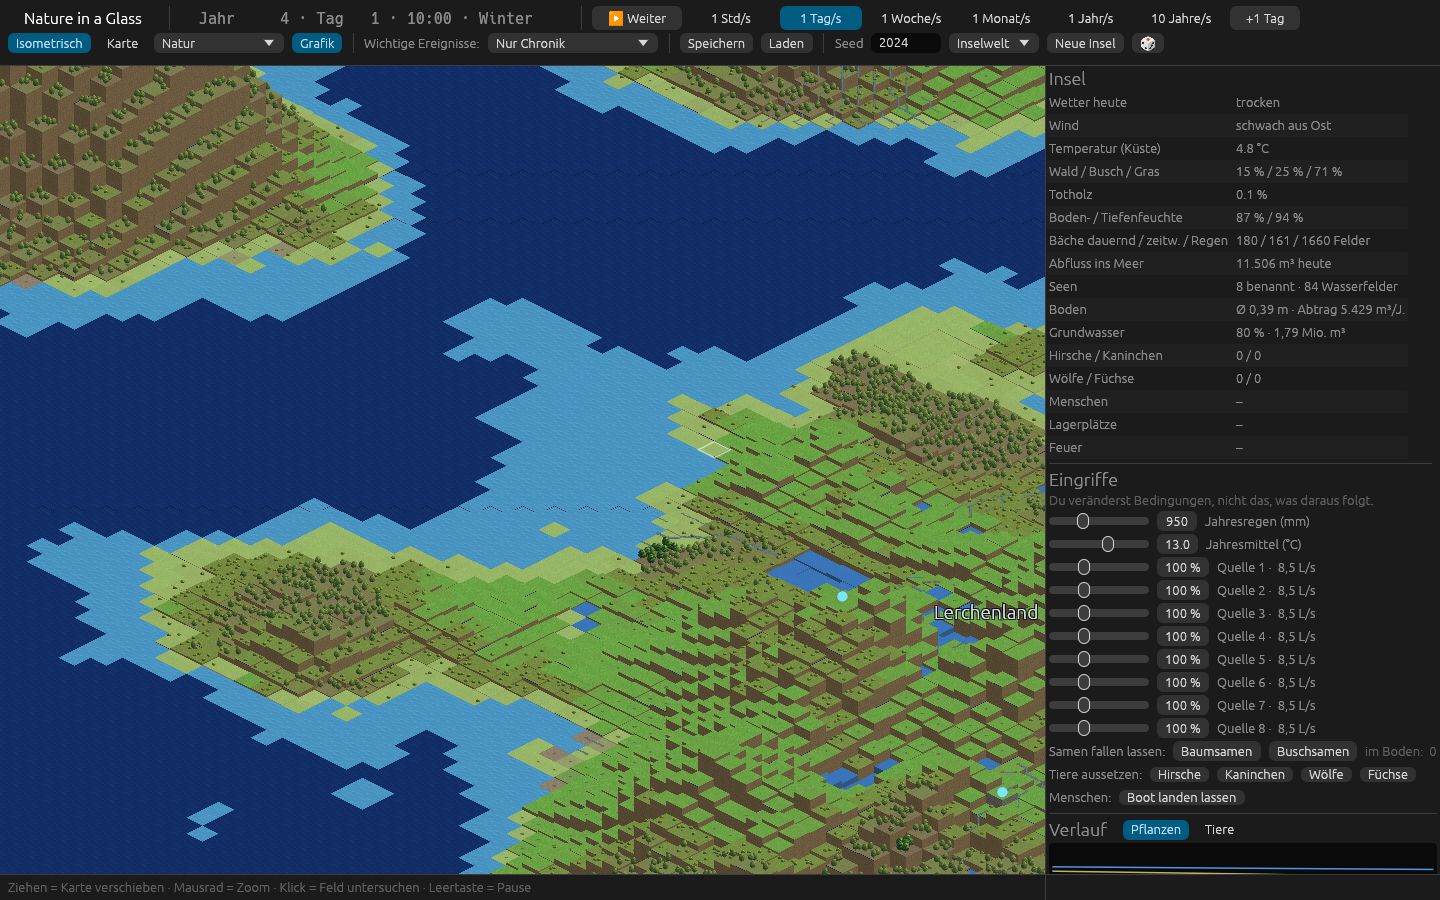 Nature in a Glass
Jahr 4 · Tag 1 · 10:00 · Winter
Weiter 1 Std/s 1 Tag/s 1 Woche/s 1 Monat/s 1 Jahr/s 10 Jahre/s +1 Tag
Isometrisch Karte Natur Grafik Wichtige Ereignisse: Nur Chronik Speichern Laden Seed 2024 Inselwelt Neue Insel
Insel
Wetter heute trocken
Wind schwach aus Ost
Temperatur (Küste) 4.8 °C
Wald / Busch / Gras 15 % / 25 % / 71 %
Totholz 0.1 %
Boden- / Tiefenfeuchte 87 % / 94 %
Bäche dauernd / zeitw. / Regen 180 / 161 / 1660 Felder
Abfluss ins Meer 11.506 m³ heute
Seen 8 benannt · 84 Wasserfelder
Boden Ø 0,39 m · Abtrag 5.429 m³/J.
Grundwasser 80 % · 1,79 Mio. m³
Hirsche / Kaninchen 0 / 0
Wölfe / Füchse 0 / 0
Menschen –
Lagerplätze –
Feuer –
Eingriffe
Du veränderst Bedingungen, nicht das, was daraus folgt.
950 Jahresregen (mm)
13.0 Jahresmittel (°C)
100 % Quelle 1 · 8,5 L/s
100 % Quelle 2 · 8,5 L/s
100 % Quelle 3 · 8,5 L/s
100 % Quelle 4 · 8,5 L/s
100 % Quelle 5 · 8,5 L/s
100 % Quelle 6 · 8,5 L/s
100 % Quelle 7 · 8,5 L/s
100 % Quelle 8 · 8,5 L/s
Samen fallen lassen: Baumsamen Buschsamen im Boden: 0
Tiere aussetzen: Hirsche Kaninchen Wölfe Füchse
Menschen: Boot landen lassen
Verlauf Pflanzen Tiere
Lerchenland
Ziehen = Karte verschieben · Mausrad = Zoom · Klick = Feld untersuchen · Leertaste = Pause